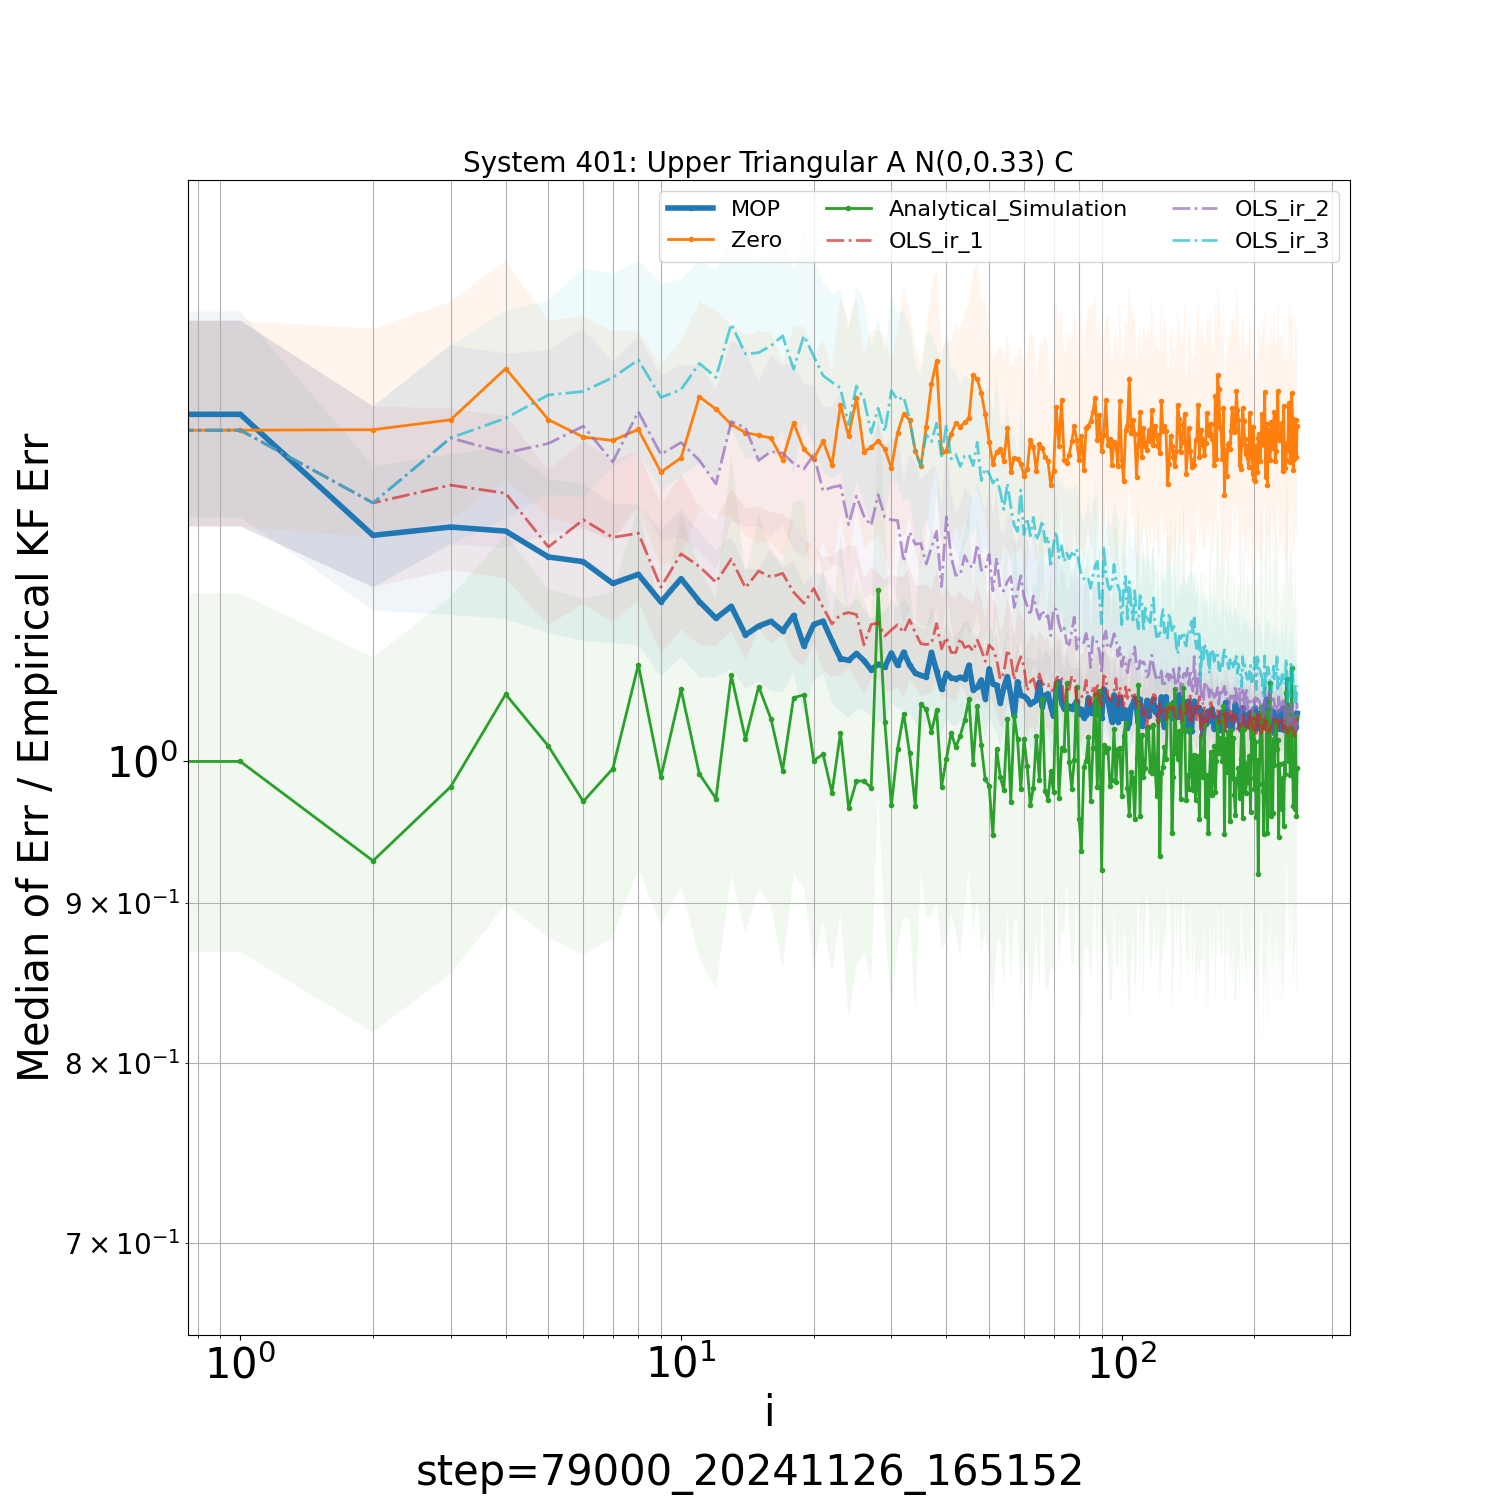 System 401: Upper Triangular A N(0,0.33) C
MOP
Zero
Analytical_Simulation
OLS_ir_1
OLS_ir_2
OLS_ir_3
Median of Err / Empirical KF Err
10⁰
9 × 10⁻¹
8 × 10⁻¹
7 × 10⁻¹
10⁰
10¹
10²
i
step=79000_20241126_165152